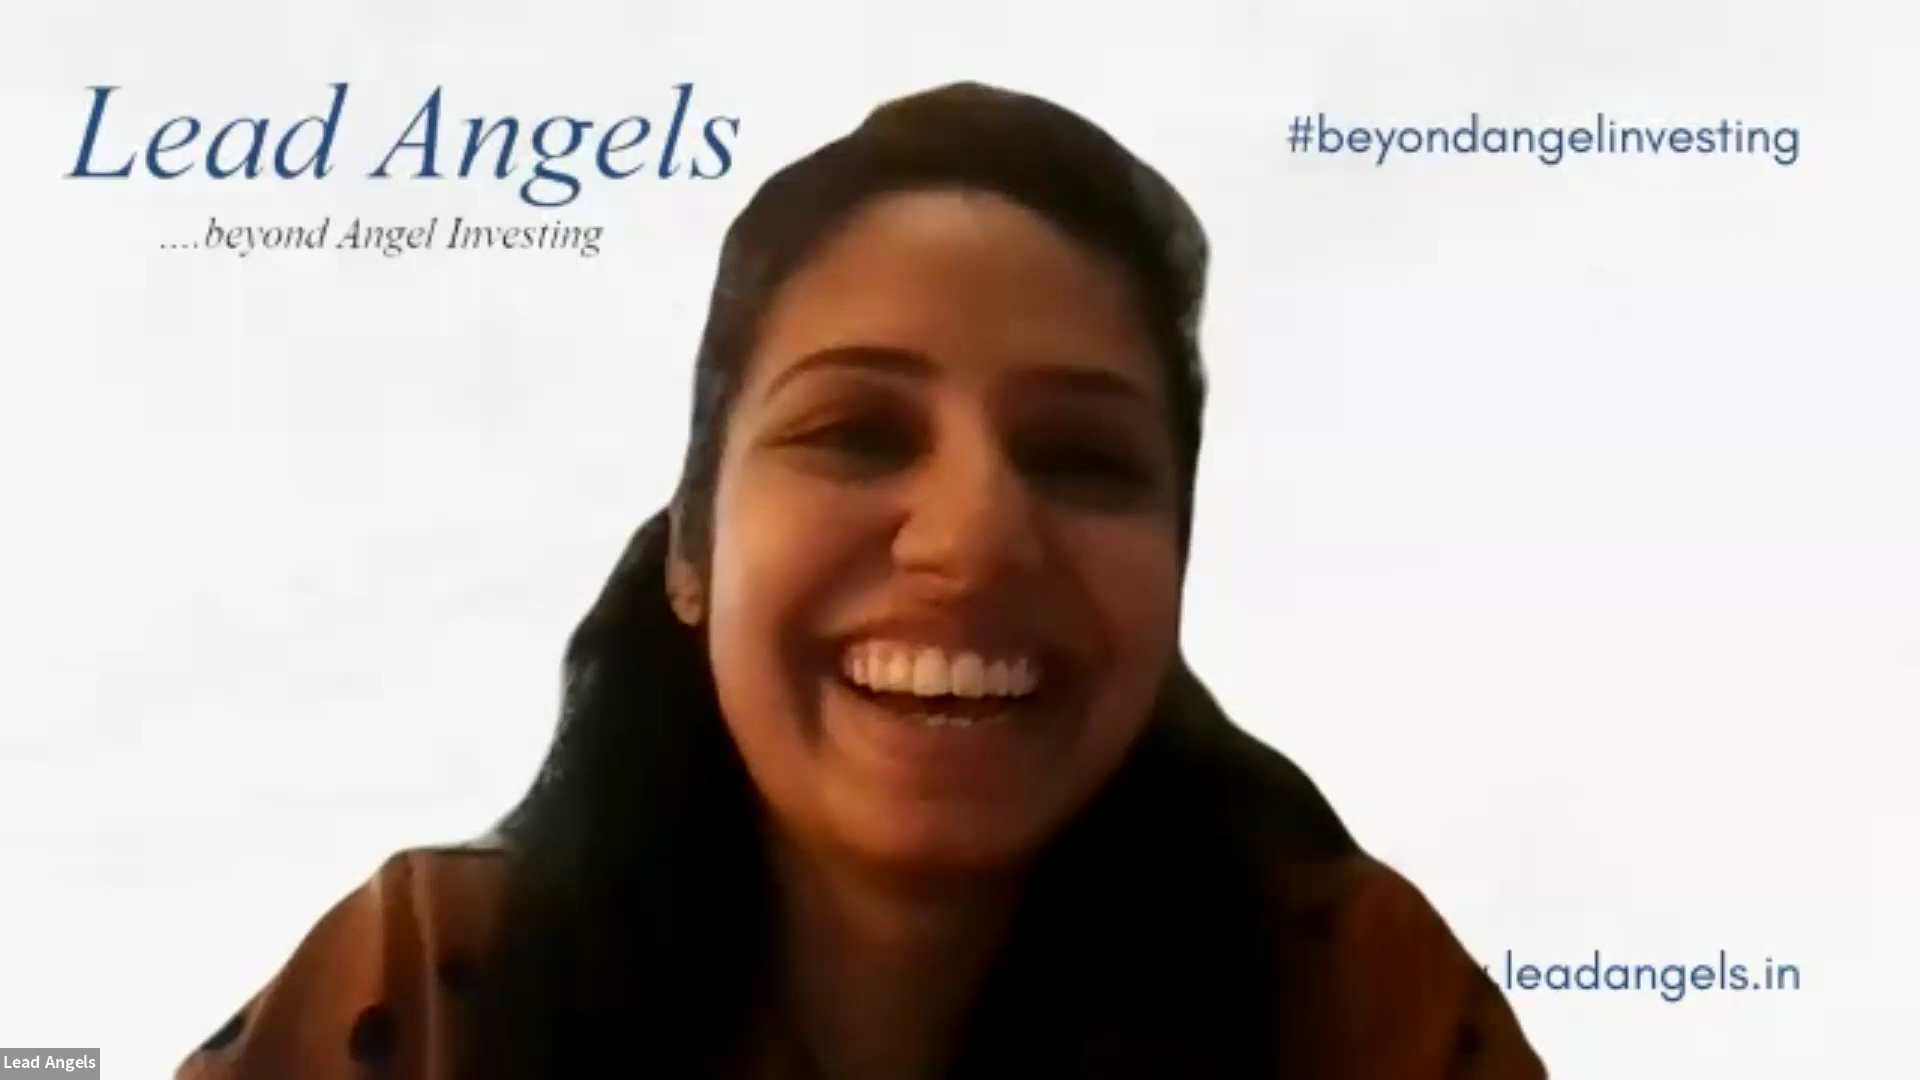 Lead Angels
#beyondangelinvesting
....beyond Angel Investing
.leadangels.in
Lead Angels